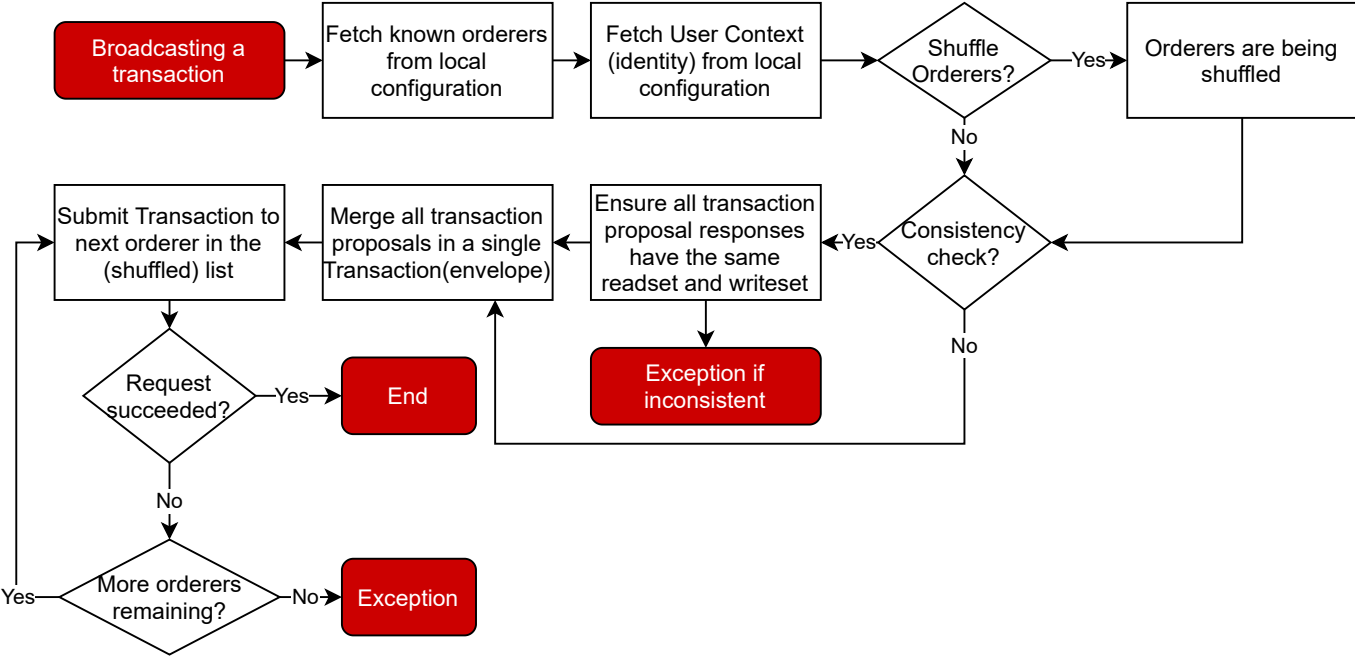 Broadcasting a
transaction
Fetch known orderers
from local
configuration
Fetch User Context
(identity) from local
configuration
Shuffle
Orderers?
Yes
Orderers are being
shuffled
No
Submit Transaction to
next orderer in the
(shuffled) list
Merge all transaction
proposals in a single
Transaction(envelope)
Ensure all transaction
proposal responses
have the same
readset and writeset
Yes
Consistency
check?
No
Request
succeeded?
Yes
End
Exception if
inconsistent
No
Yes
More orderers
remaining?
No
Exception